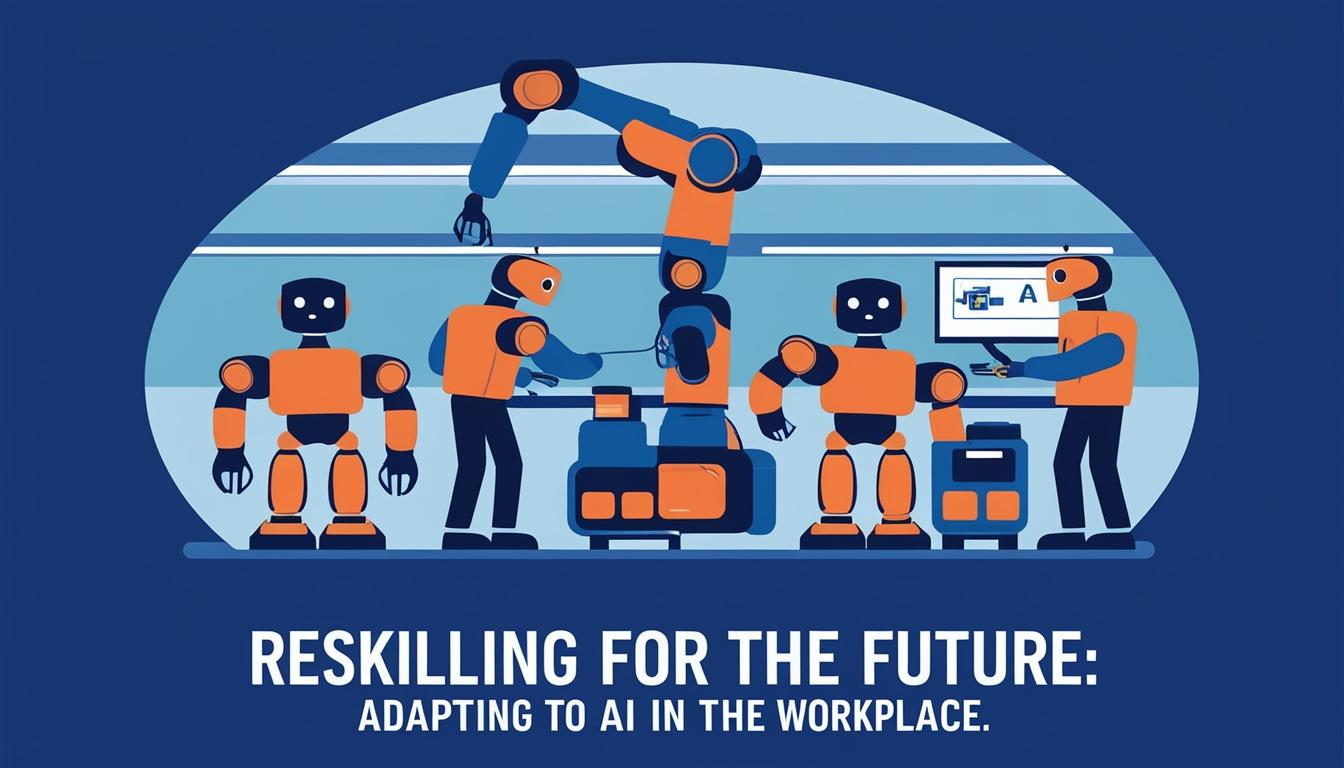 A
RESKILLING FOR THE FUTURE:
ADAPTING TO AI IN THE WORKPLACE.